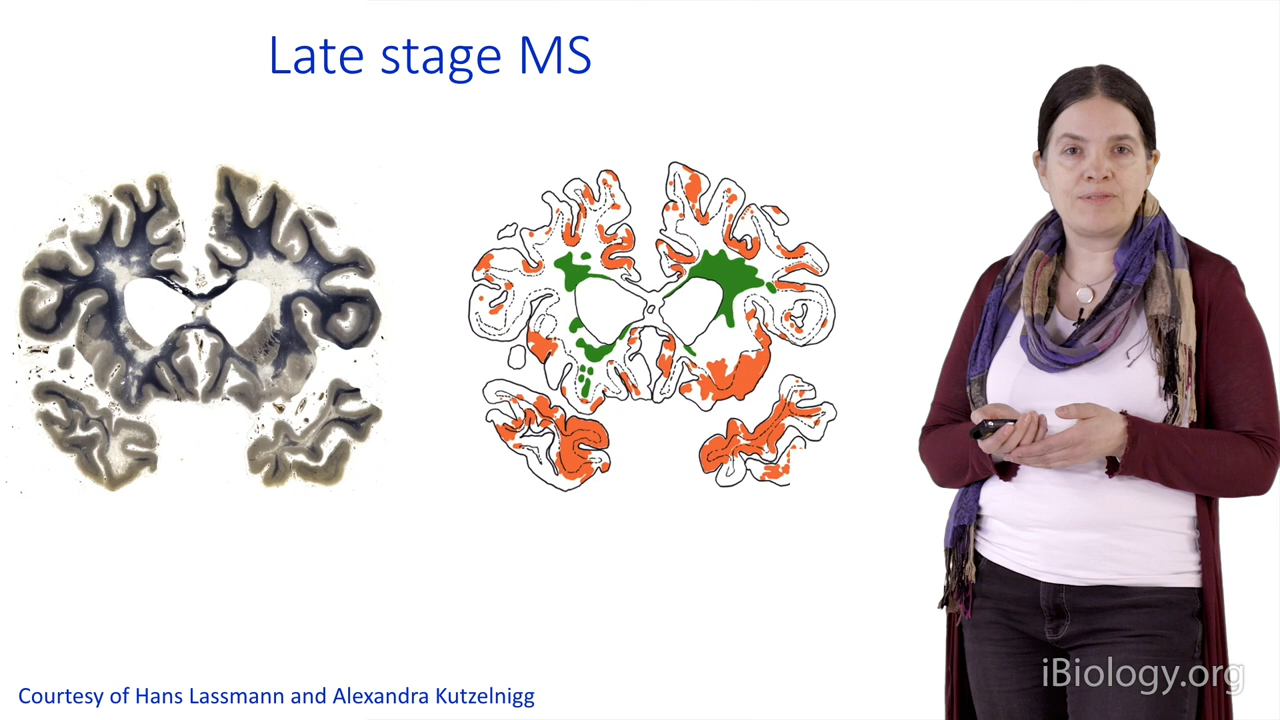 Late stage MS
Courtesy of Hans Lassmann and Alexandra Kutzelnigg
iBiology.org